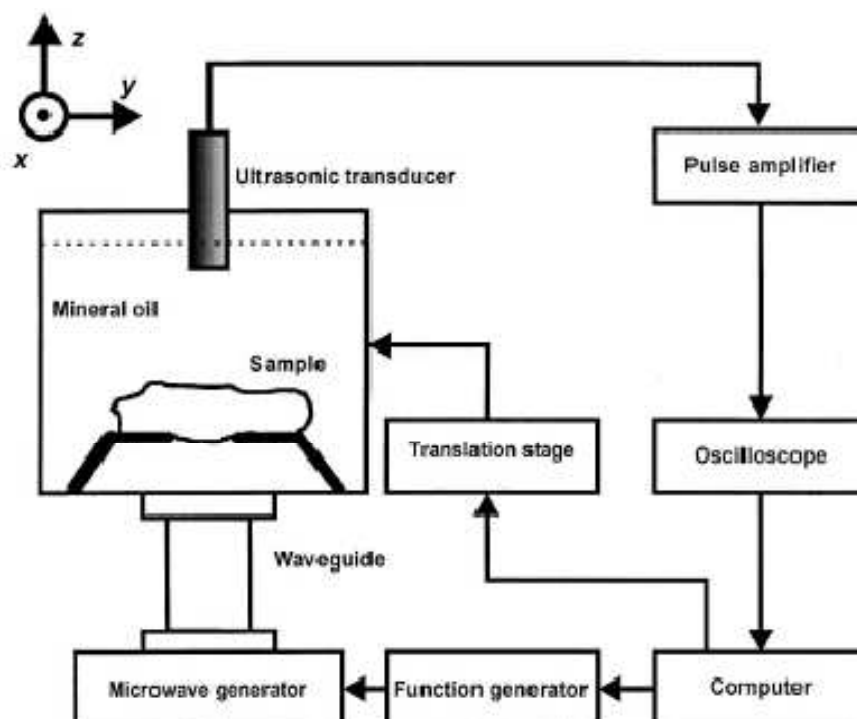 z
y
x
Ultrasonic transducer
Pulse amplifier
Mineral oil
Sample
Translation stage
Oscilloscope
Waveguide
Microwave generator
Function generator
Computer